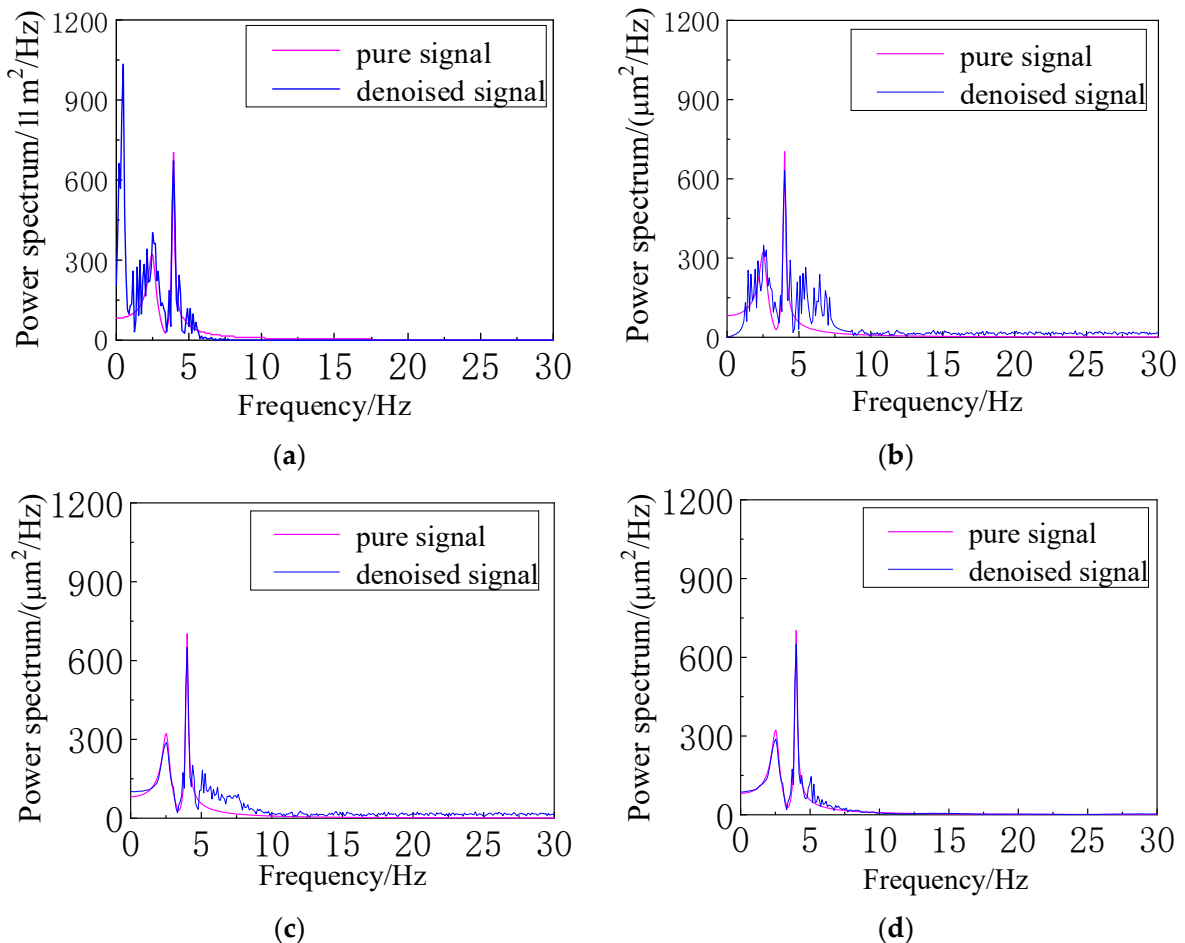 1200
900
600
300
0
Power spectrum/11m²/Hz)
pure signal
denoised signal
0 5 10 15 20 25 30
Frequency/Hz
(a)
1200
900
600
300
0
Power spectrum/(μm²/Hz)
pure signal
denoised signal
0 5 10 15 20 25 30
Frequency/Hz
(b)
1200
900
600
300
0
Power spectrum/(μm²/Hz)
pure signal
denoised signal
0 5 10 15 20 25 30
Frequency/Hz
(c)
1200
900
600
300
0
Power spectrum/(μm²/Hz)
pure signal
denoised signal
0 5 10 15 20 25 30
Frequency/Hz
(d)